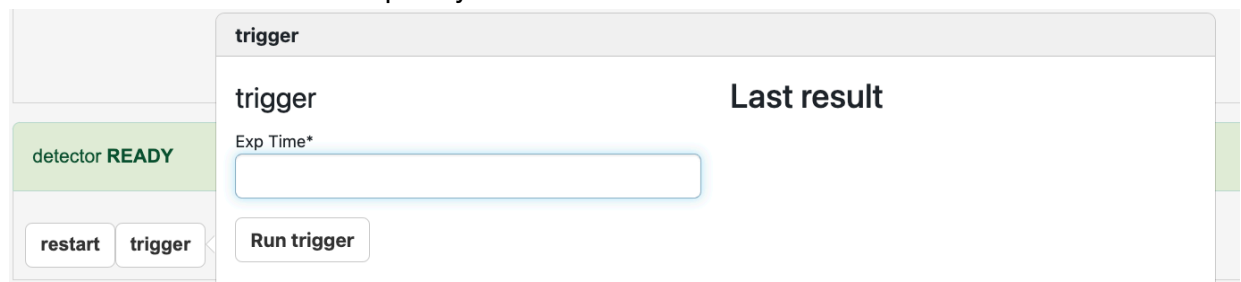 trigger
trigger
Last result
Exp Time*
detector READY
restart
trigger
Run trigger